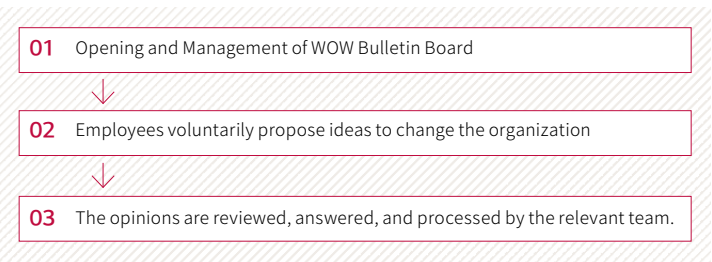 01 Opening and Management of WOW Bulletin Board
02 Employees voluntarily propose ideas to change the organization
03 The opinions are reviewed, answered, and processed by the relevant team.